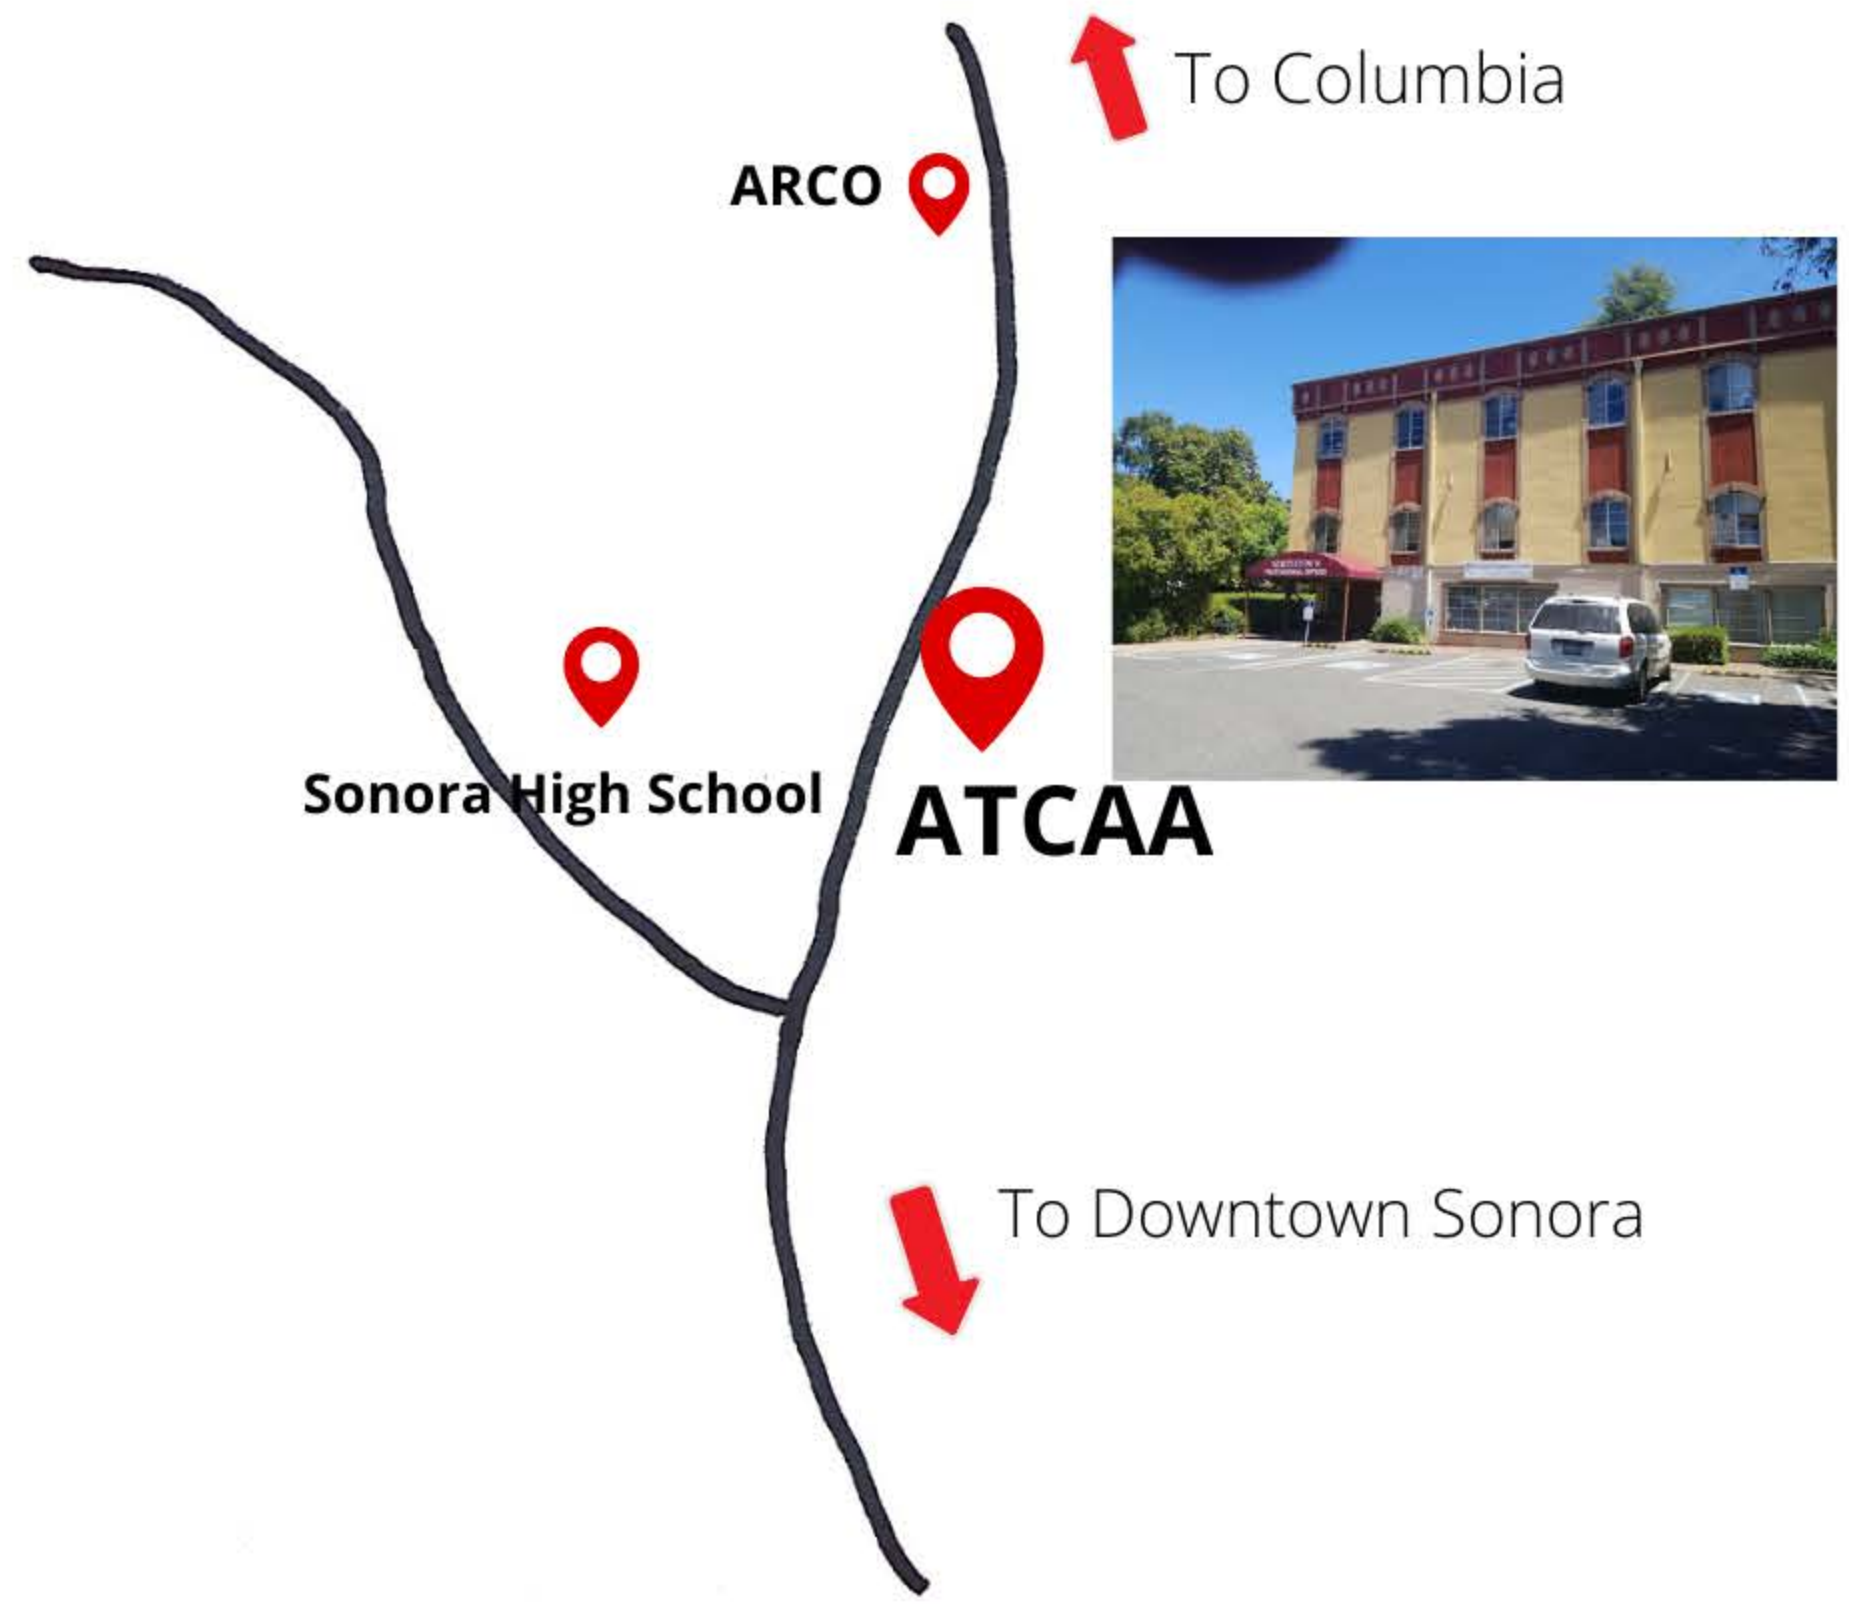 To Columbia
ARCO
Sonora High School
ATCAA
To Downtown Sonora